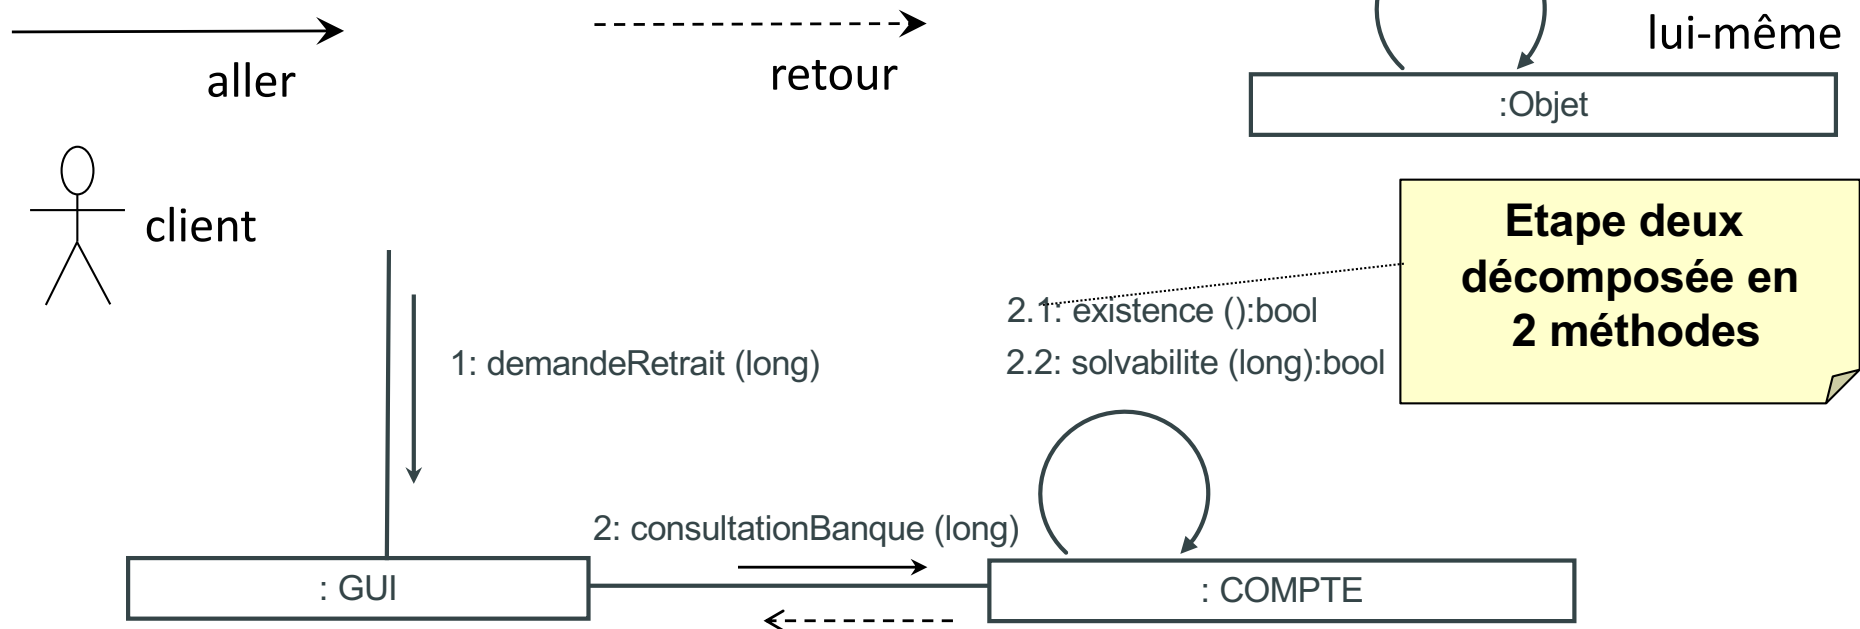 lui-même
aller
retour
:Objet
client
Etape deux
décomposée en
2 méthodes
2.1: existence ():bool
2.2: solvabilite (long):bool
1: demandeRetrait (long)
2: consultationBanque (long)
: GUI
: COMPTE